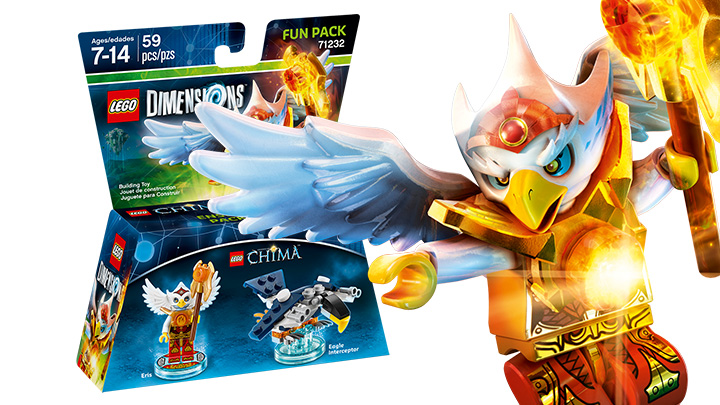 Ages/edades
7-14
59
pcs/pzs
FUN PACK
71232
LEGO DIMENSIONS
Building Toy
Jouet de construction
Juguete para Construir
LEGO CHIMA
LEGO CHIMA
Eris
Eagle
Interceptor